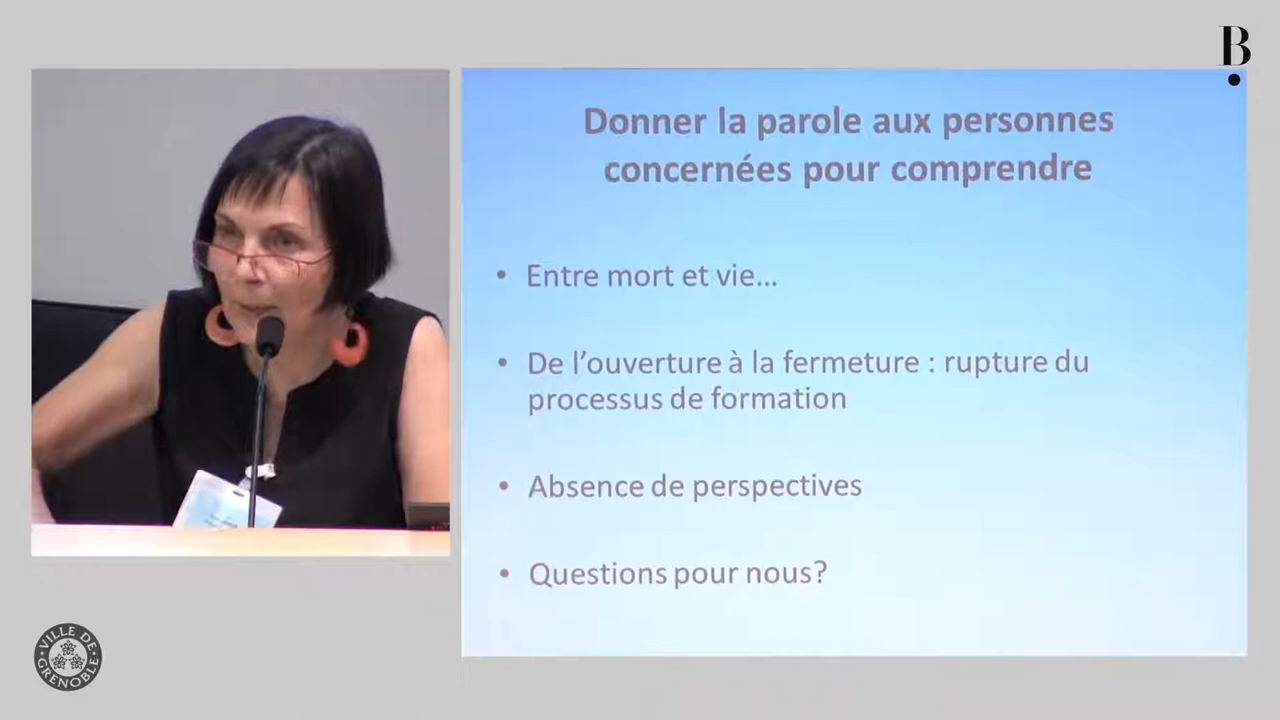 B
Donner la parole aux personnes
concernées pour comprendre
• Entre mort et vie...
• De l’ouverture à la fermeture : rupture du
processus de formation
• Absence de perspectives
• Questions pour nous?
VILLE DE GRENOBLE